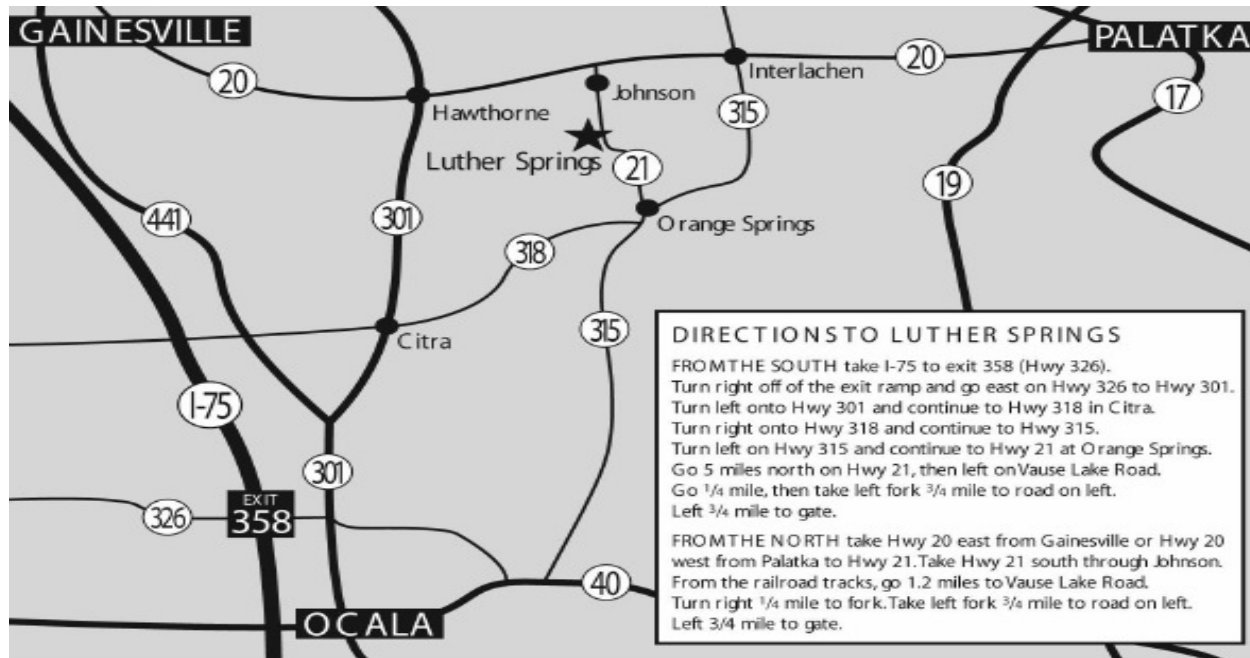 GAINESVILLE
PALATKA
20
Interlachen
20
Johnson
17
Hawthorne
315
Luther Springs
21
19
441
301
Orange Springs
318
Citra
315
I-75
301
326
EXIT
358
40
OCALA
DIRECTIONS TO LUTHER SPRINGS
FROM THE SOUTH take I-75 to exit 358 (Hwy 326).
Turn right off of the exit ramp and go east on Hwy 326 to Hwy 301.
Turn left onto Hwy 301 and continue to Hwy 318 in Citra.
Turn right onto Hwy 318 and continue to Hwy 315.
Turn left on Hwy 315 and continue to Hwy 21 at Orange Springs.
Go 5 miles north on Hwy 21, then left on Vause Lake Road.
Go 1/4 mile, then take left fork 3/4 mile to road on left.
Left 3/4 mile to gate.
FROM THE NORTH take Hwy 20 east from Gainesville or Hwy 20
west from Palatka to Hwy 21. Take Hwy 21 south through Johnson.
From the railroad tracks, go 1.2 miles to Vause Lake Road.
Turn right 1/4 mile to fork. Take left fork 3/4 mile to road on left.
Left 3/4 mile to gate.